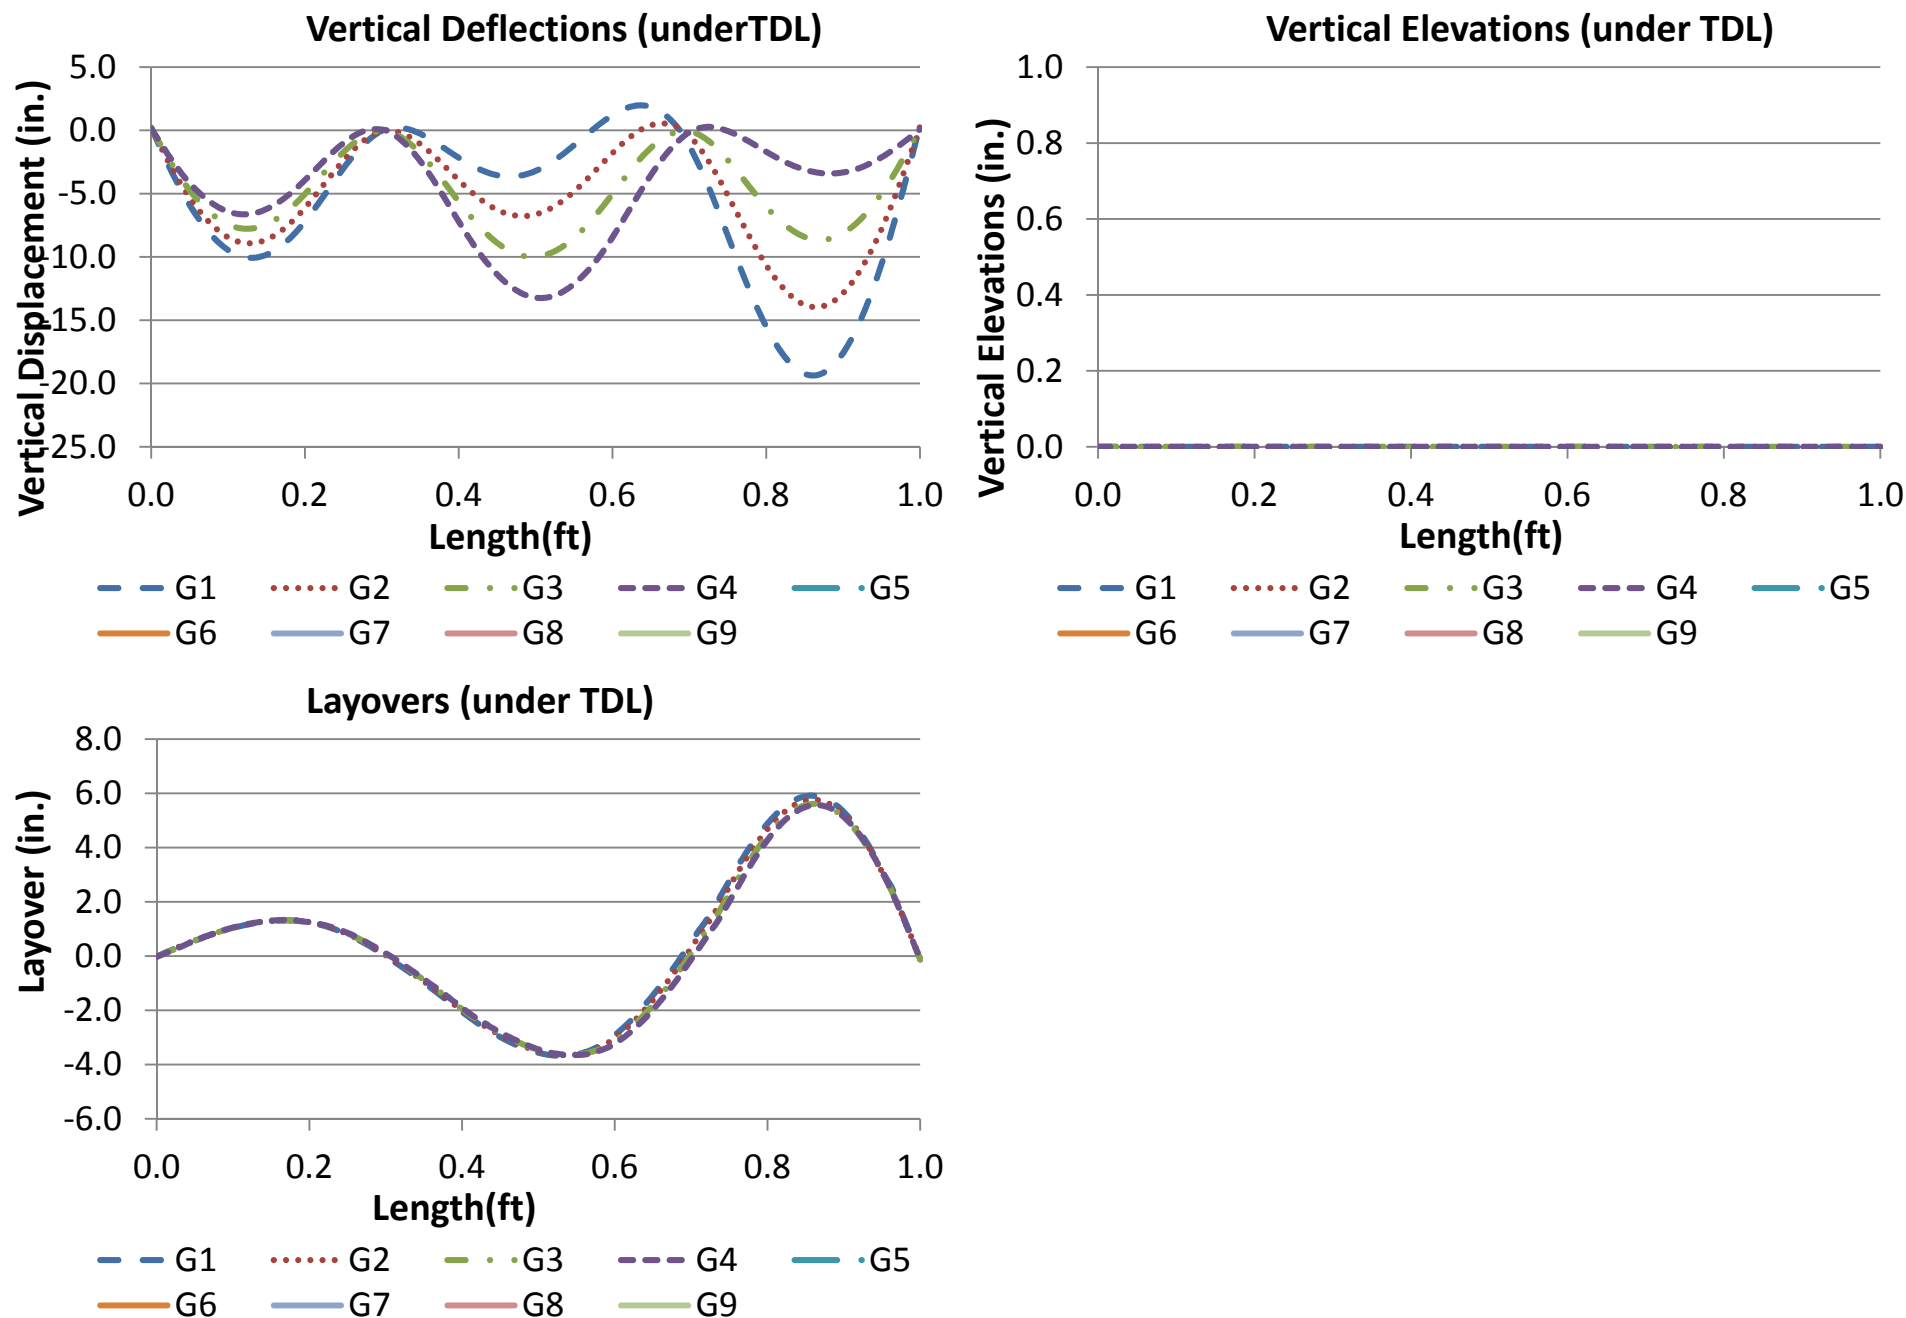 Vertical Deflections (underTDL)
5.0
0.0
-5.0
-10.0
-15.0
-20.0
-25.0
Vertical Displacement (in.)
0.0 0.2 0.4 0.6 0.8 1.0
Length(ft)
G1 G2 G3 G4 G5
G6 G7 G8 G9
Vertical Elevations (under TDL)
1.0
0.8
0.6
0.4
0.2
0.0
Vertical Elevations (in.)
0.0 0.2 0.4 0.6 0.8 1.0
Length(ft)
G1 G2 G3 G4 G5
G6 G7 G8 G9
Layovers (under TDL)
8.0
6.0
4.0
2.0
0.0
-2.0
-4.0
-6.0
Layover (in.)
0.0 0.2 0.4 0.6 0.8 1.0
Length(ft)
G1 G2 G3 G4 G5
G6 G7 G8 G9